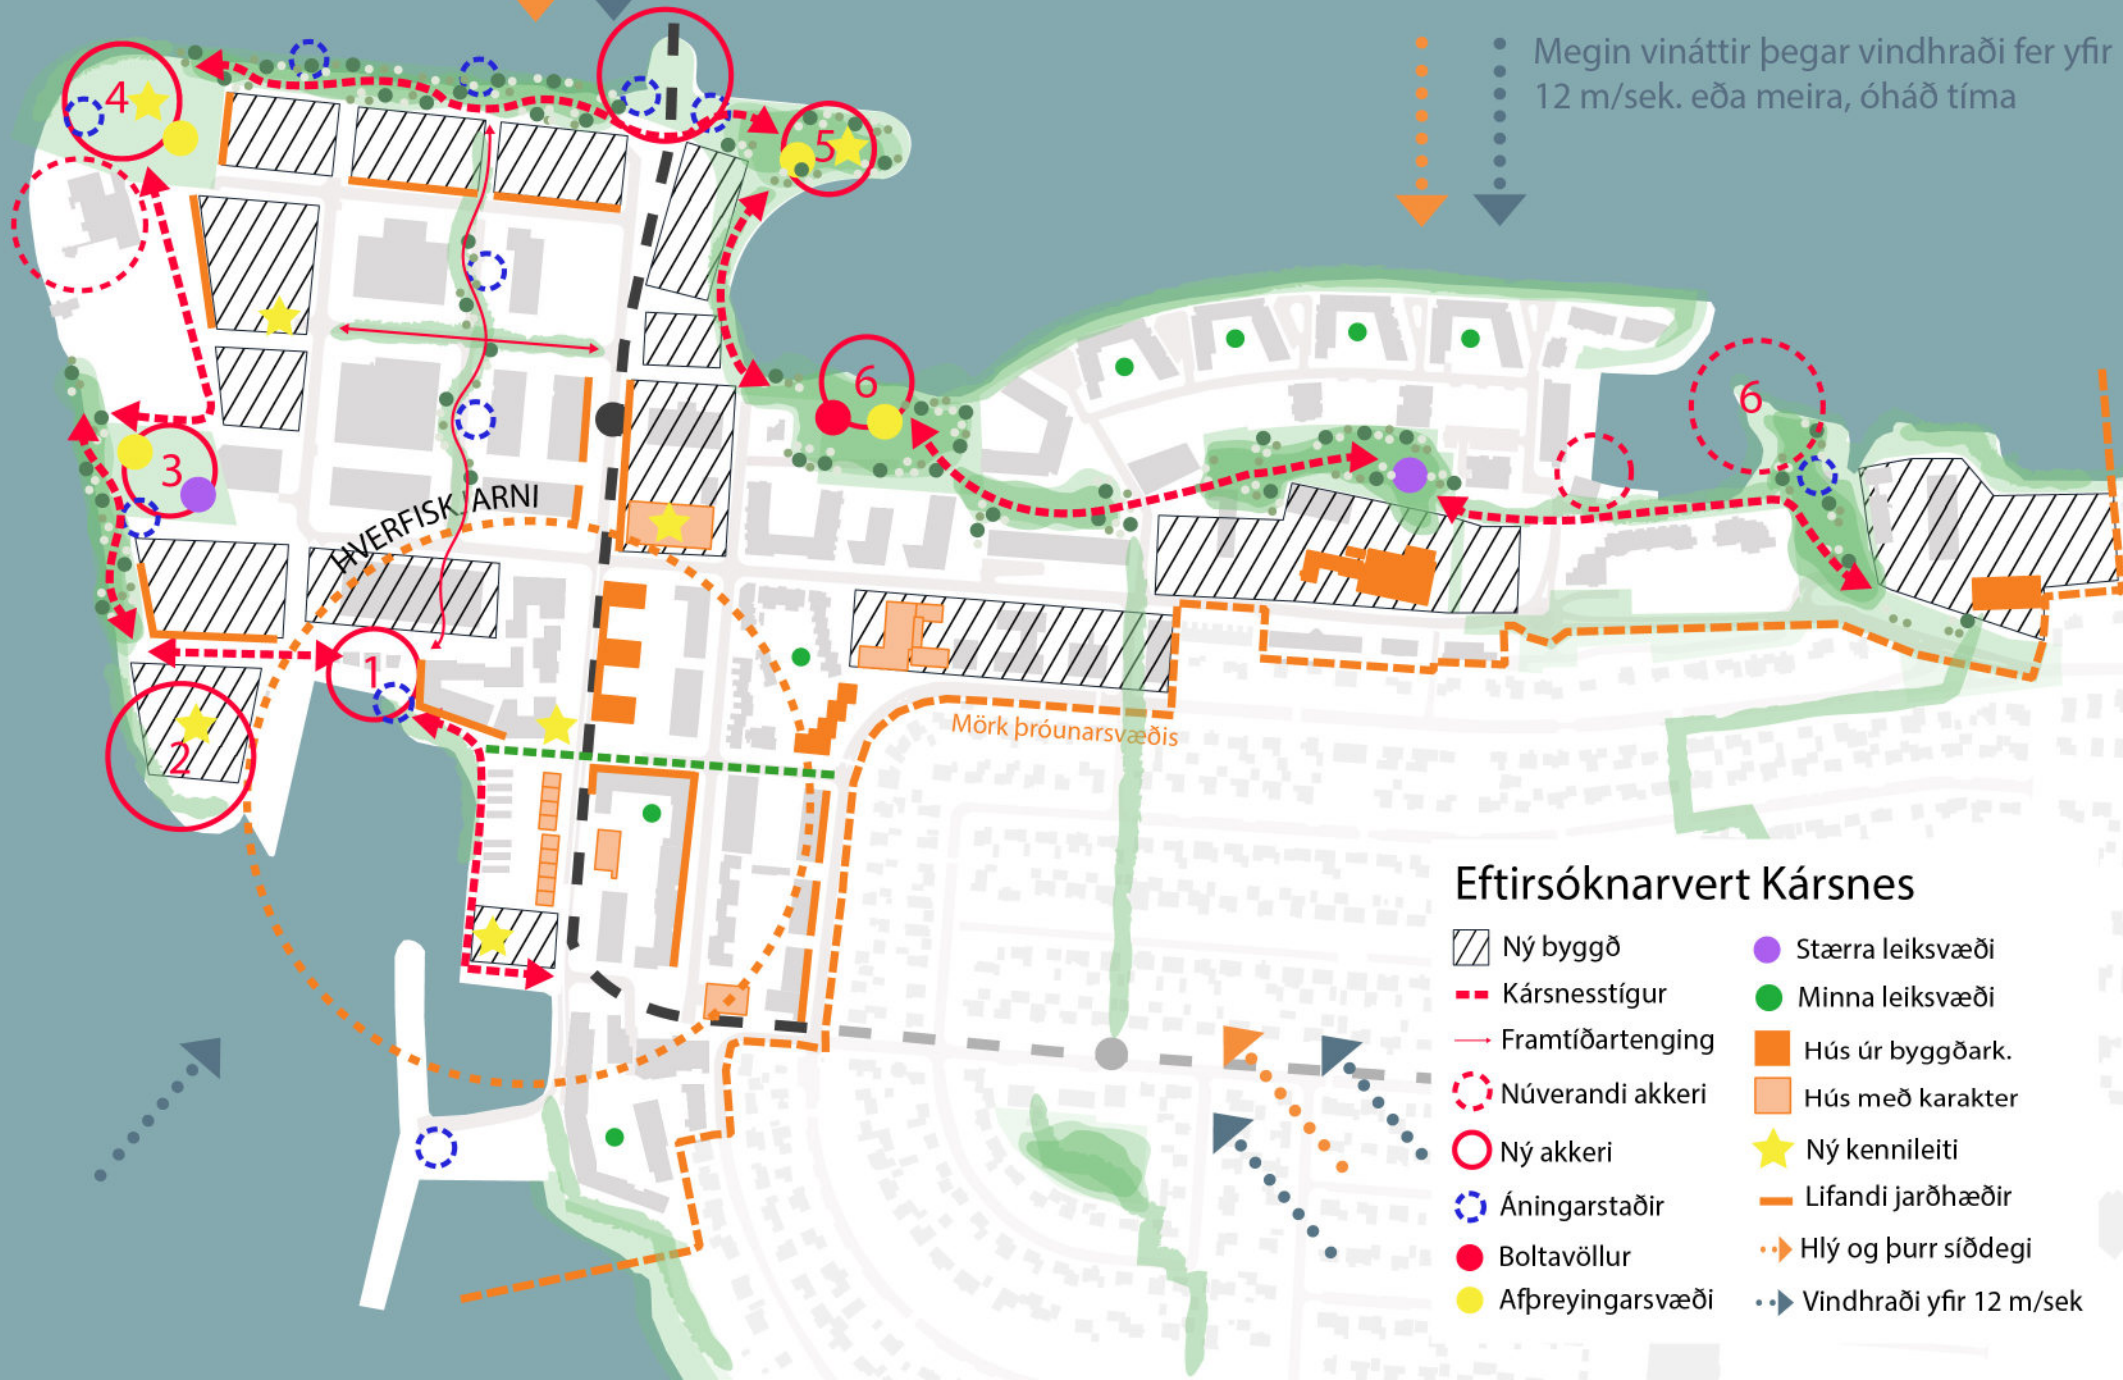 Megin vináttir þegar vindhraði fer yfir
12 m/sek. eða meira, óháð tíma
4
5
6
6
3
HVERFISKJARNI
1
2
Mörk þróunarsvæðis
Eftirsóknarvert Kársnes
Ný byggð
Kársnesstígur
Framtíðartenging
Núverandi akkeri
Ný akkeri
Áningarstaðir
Boltavöllur
Afþreyingarsvæði
Stærra leiksvæði
Minna leiksvæði
Hús úr byggðark.
Hús með karakter
Ný kennileiti
Lifandi jarðhæðir
Hlý og þurr síðdegi
Vindhraði yfir 12 m/sek